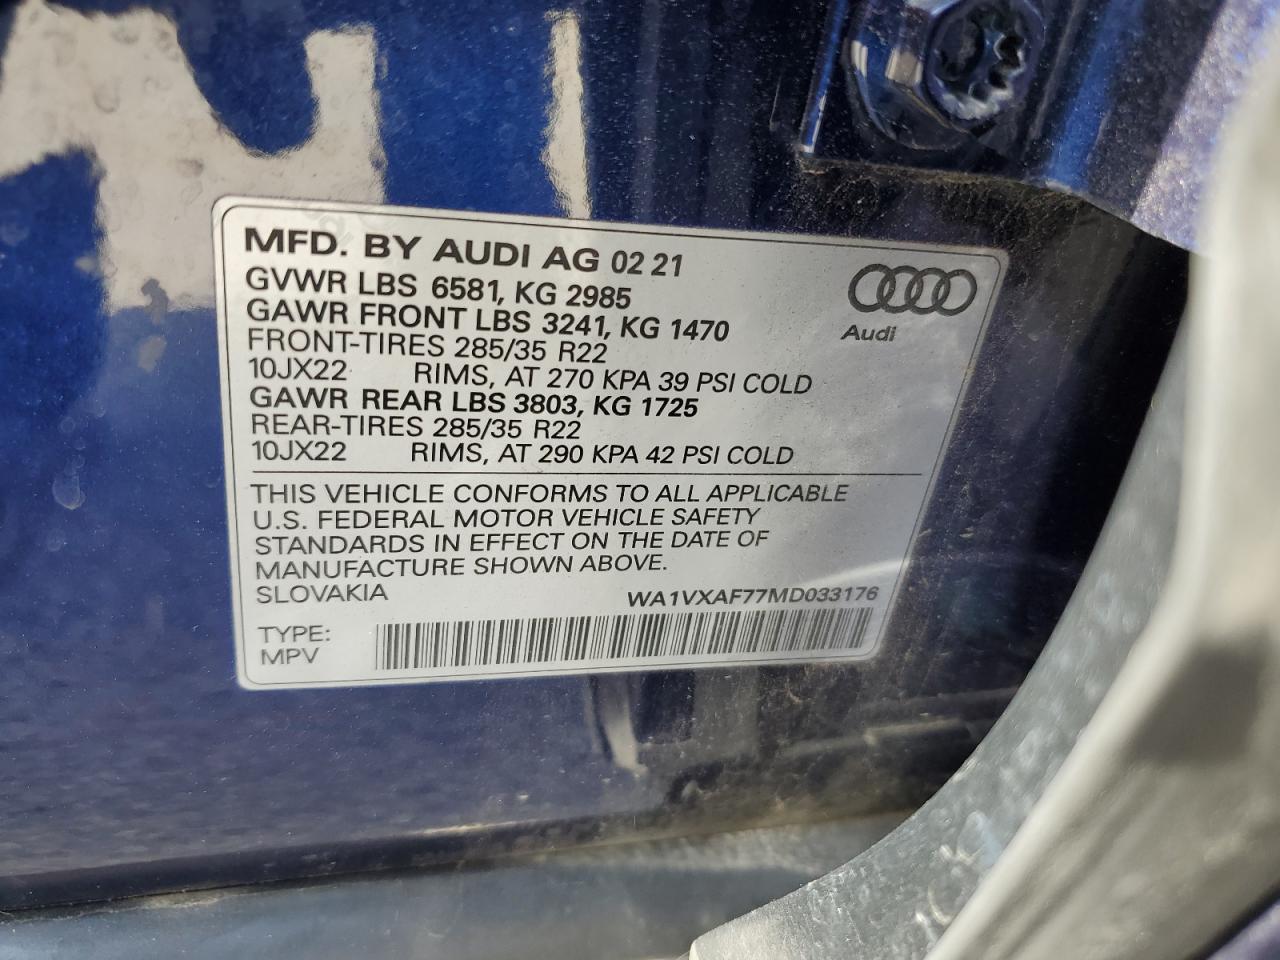 MFD. BY AUDI AG 02 21
GVWR LBS 6581, KG 2985
GAWR FRONT LBS 3241, KG 1470
FRONT-TIRES 285/35 R22
10JX22 RIMS, AT 270 KPA 39 PSI COLD
GAWR REAR LBS 3803, KG 1725
REAR-TIRES 285/35 R22
10JX22 RIMS, AT 290 KPA 42 PSI COLD
Audi
THIS VEHICLE CONFORMS TO ALL APPLICABLE
U.S. FEDERAL MOTOR VEHICLE SAFETY
STANDARDS IN EFFECT ON THE DATE OF
MANUFACTURE SHOWN ABOVE.
SLOVAKIA WA1VXAF77MD033176
TYPE:
MPV